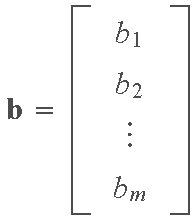 b = [
b₁
b₂
⋮
bₘ
]